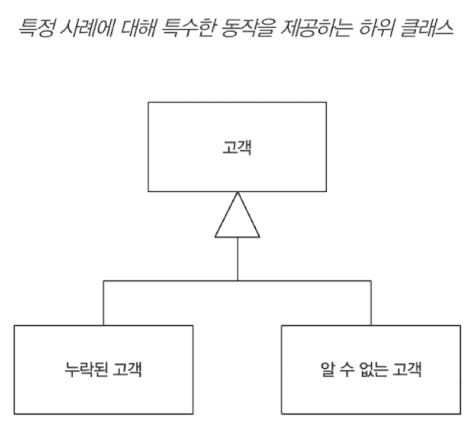 특정 사례에 대해 특수한 동작을 제공하는 하위 클래스
고객
누락된 고객
알 수 없는 고객